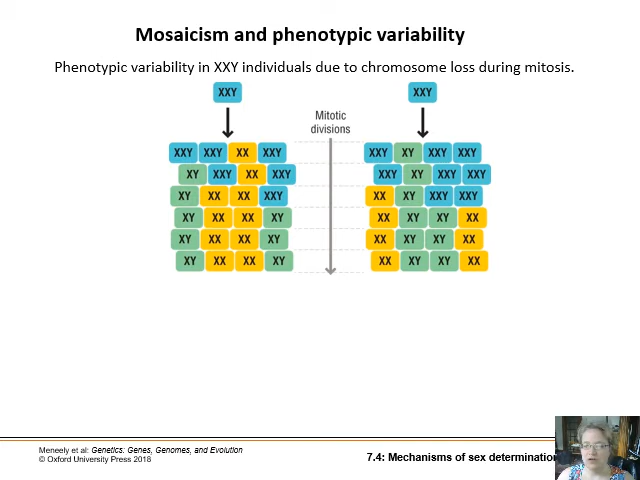 Mosaicism and phenotypic variability
Phenotypic variability in XXY individuals due to chromosome loss during mitosis.
XXY XXY
Mitotic
divisions
XXY XXY XX XXY XXY XY XXY XXY
XY XXY XX XXY XXY XY XXY XXY
XY XX XX XXY XX XY XXY XXY
XY XX XX XY XX XY XY XX
XY XX XX XY XX XY XY XX
XY XX XX XY XX XY XY XX
Meneely et al: Genetics: Genes, Genomes, and Evolution
© Oxford University Press 2018
7.4: Mechanisms of sex determination